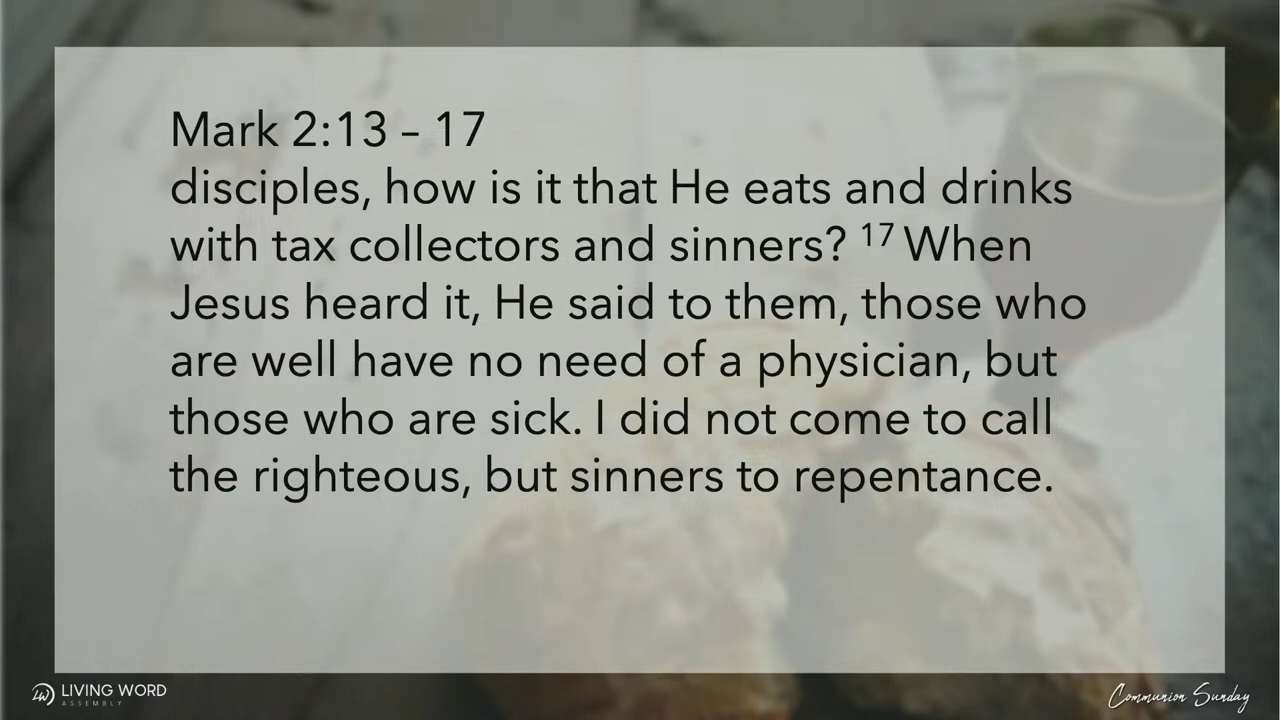 Mark 2:13 – 17
disciples, how is it that He eats and drinks
with tax collectors and sinners? 17 When
Jesus heard it, He said to them, those who
are well have no need of a physician, but
those who are sick. I did not come to call
the righteous, but sinners to repentance.
LW LIVING WORD
ASSEMBLY
Communion Sunday